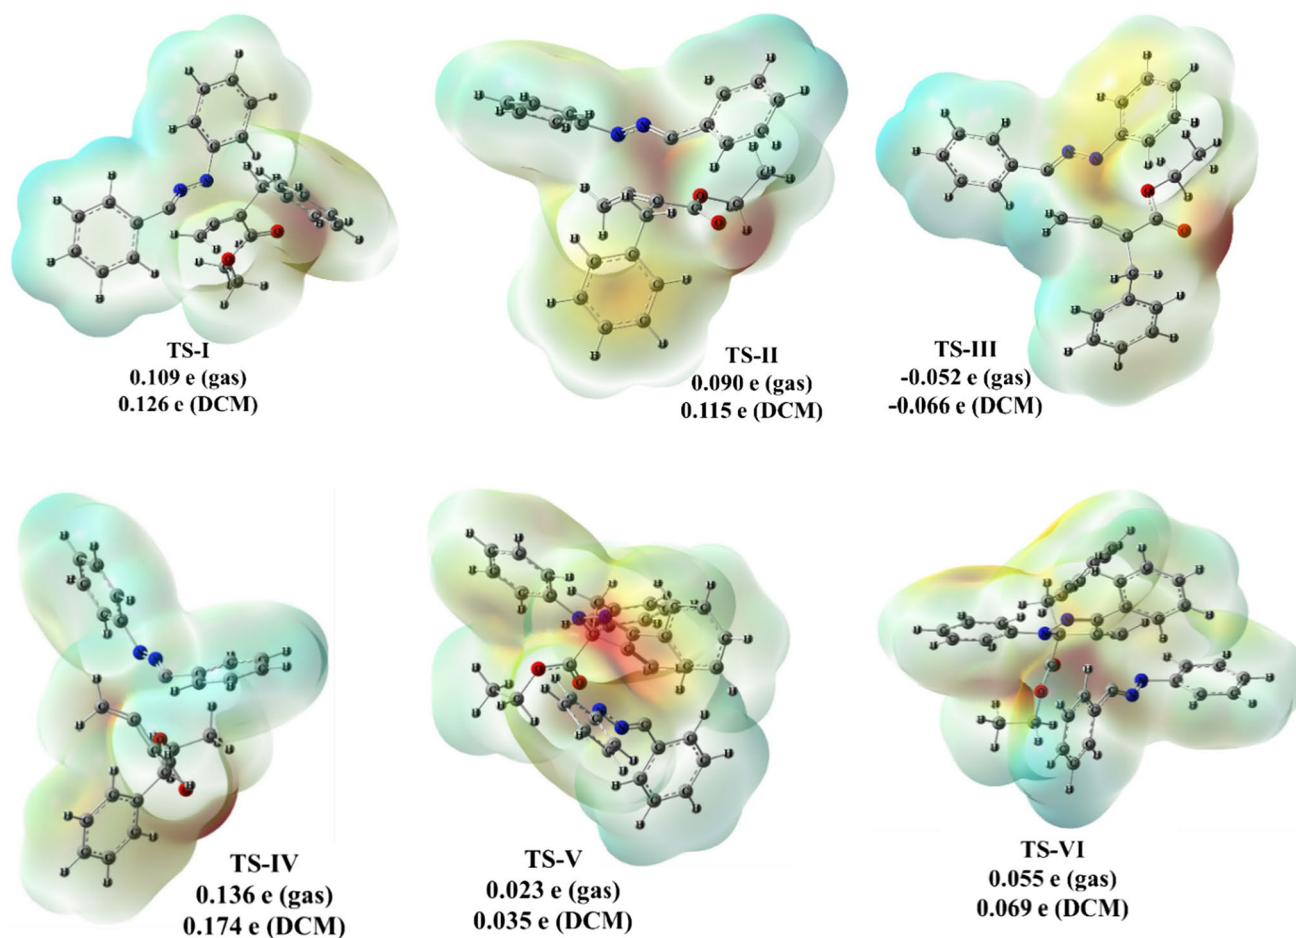 TS-I
0.109 e (gas)
0.126 e (DCM)
TS-II
0.090 e (gas)
0.115 e (DCM)
TS-III
-0.052 e (gas)
-0.066 e (DCM)
TS-IV
0.136 e (gas)
0.174 e (DCM)
TS-V
0.023 e (gas)
0.035 e (DCM)
TS-VI
0.055 e (gas)
0.069 e (DCM)